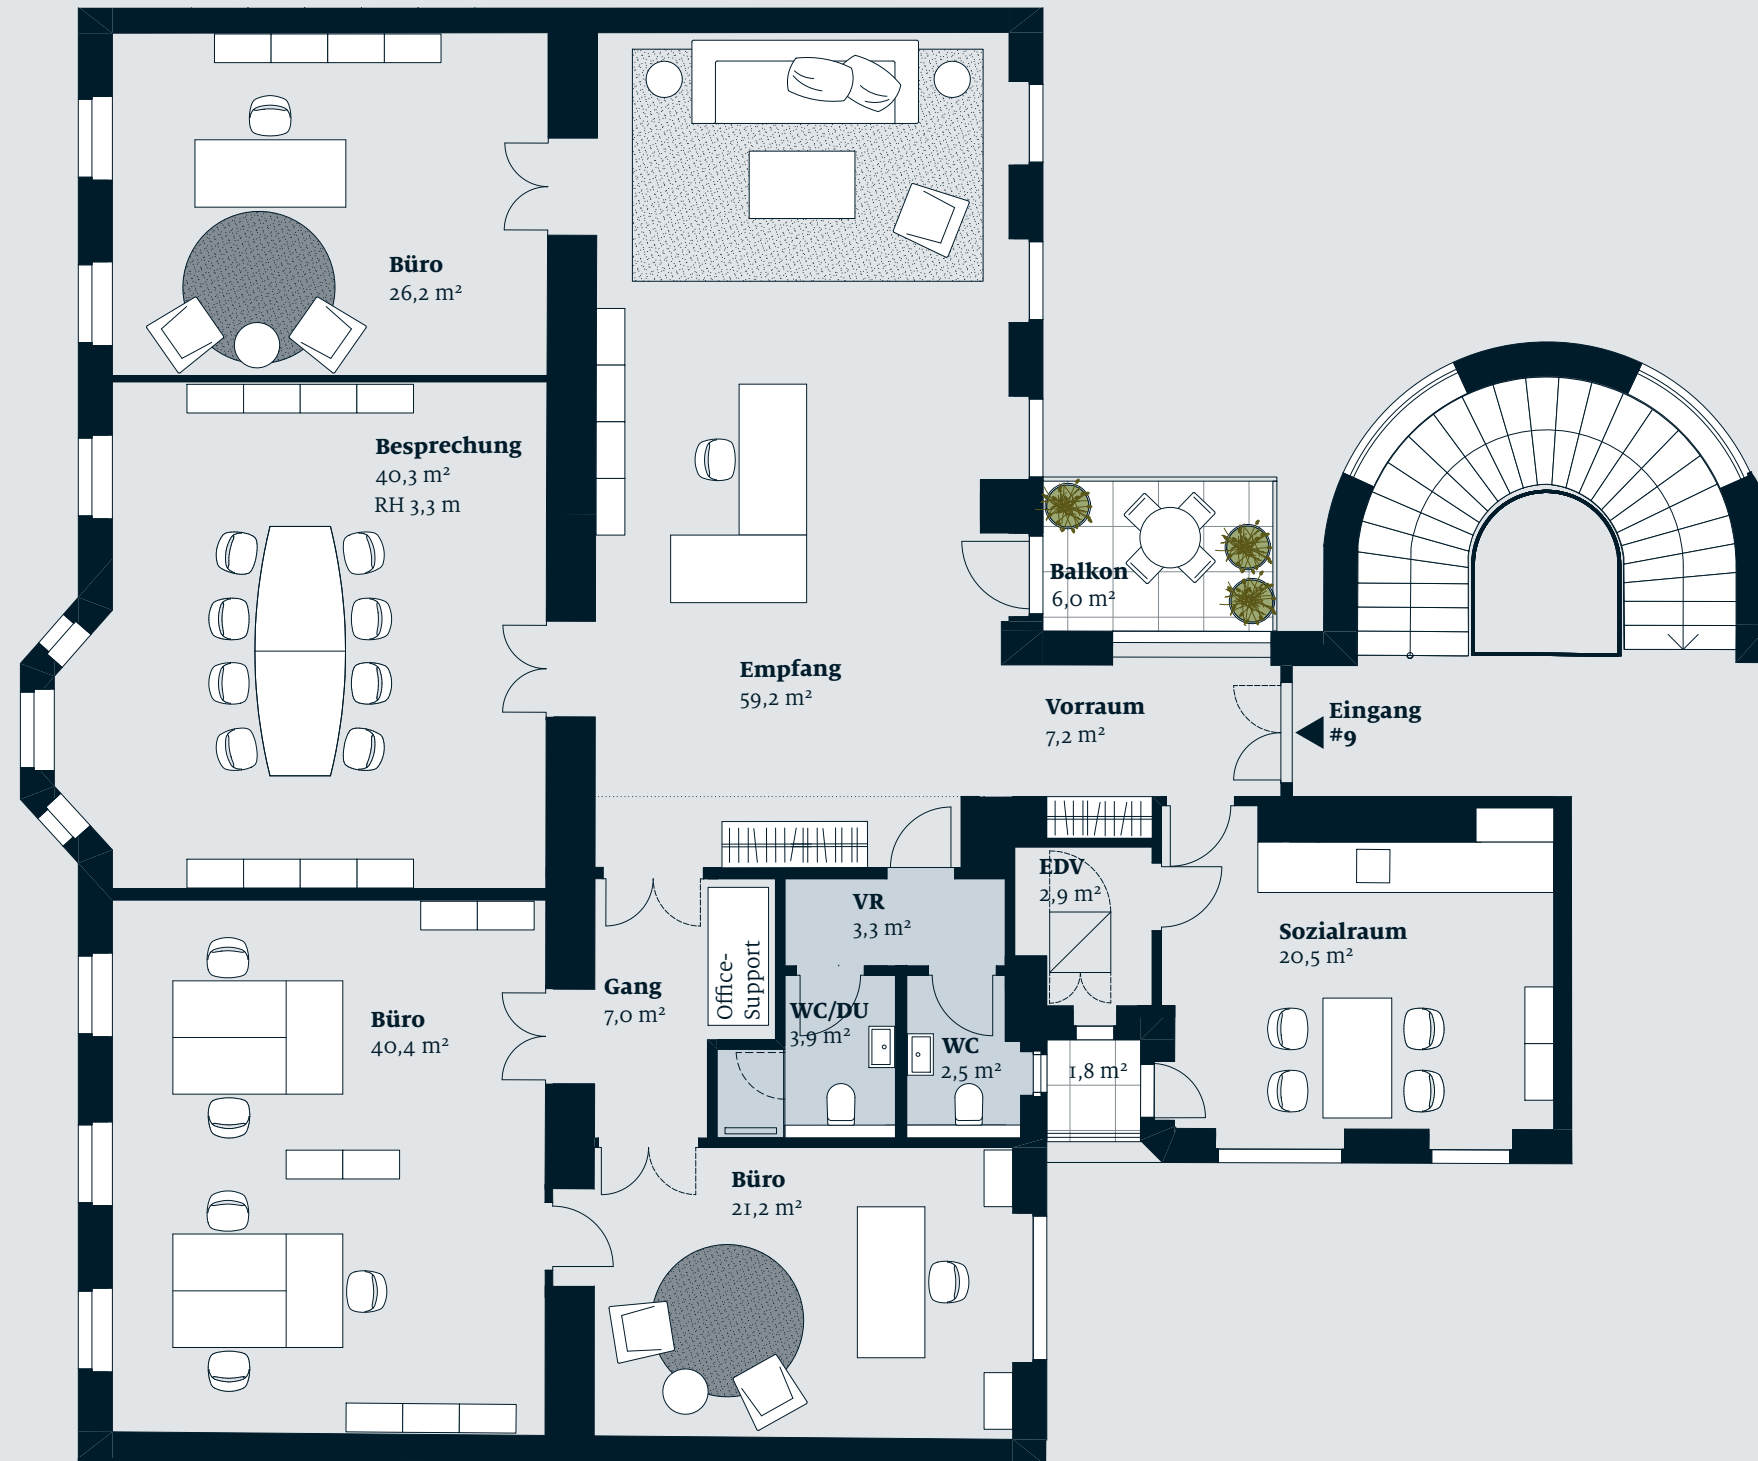 Büro
26,2 m²
Besprechung
40,3 m²
RH 3,3 m
Balkon
6,0 m²
Empfang
59,2 m²
Vorraum
7,2 m²
Eingang
#9
EDV
2,9 m²
VR
3,3 m²
Sozialraum
20,5 m²
Office-
Support
Gang
7,0 m²
WC/DU
3,9 m²
WC
2,5 m²
1,8 m²
Büro
40,4 m²
Büro
21,2 m²